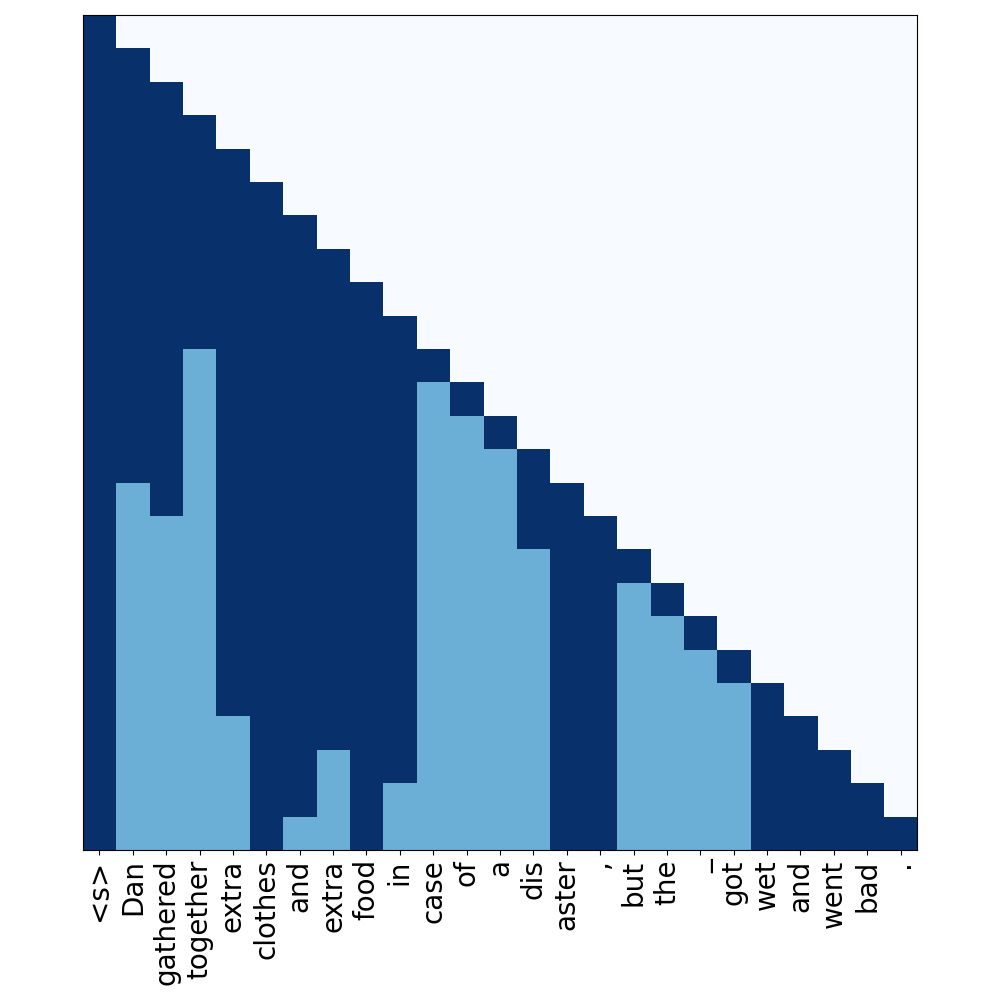 <s>
Dan
gathered
together
extra
clothes
and
extra
food
in
case
of
a
dis
aster
,
but
the
_
got
wet
and
went
bad
.